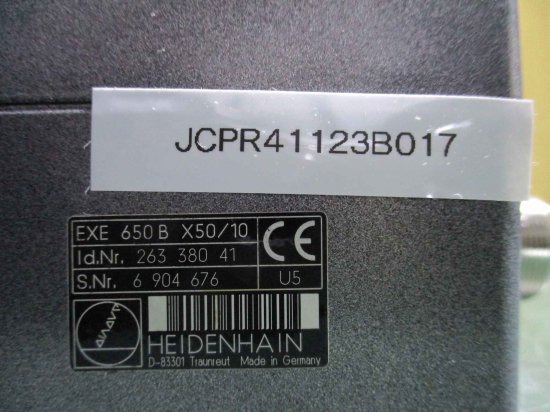 JCPR41123B017
EXE 650 B X50/10
Id.Nr. 263 380 41
S.Nr. 6 904 676 U5
CE
HEIDENHAIN
D-83301 Traunreut Made in Germany